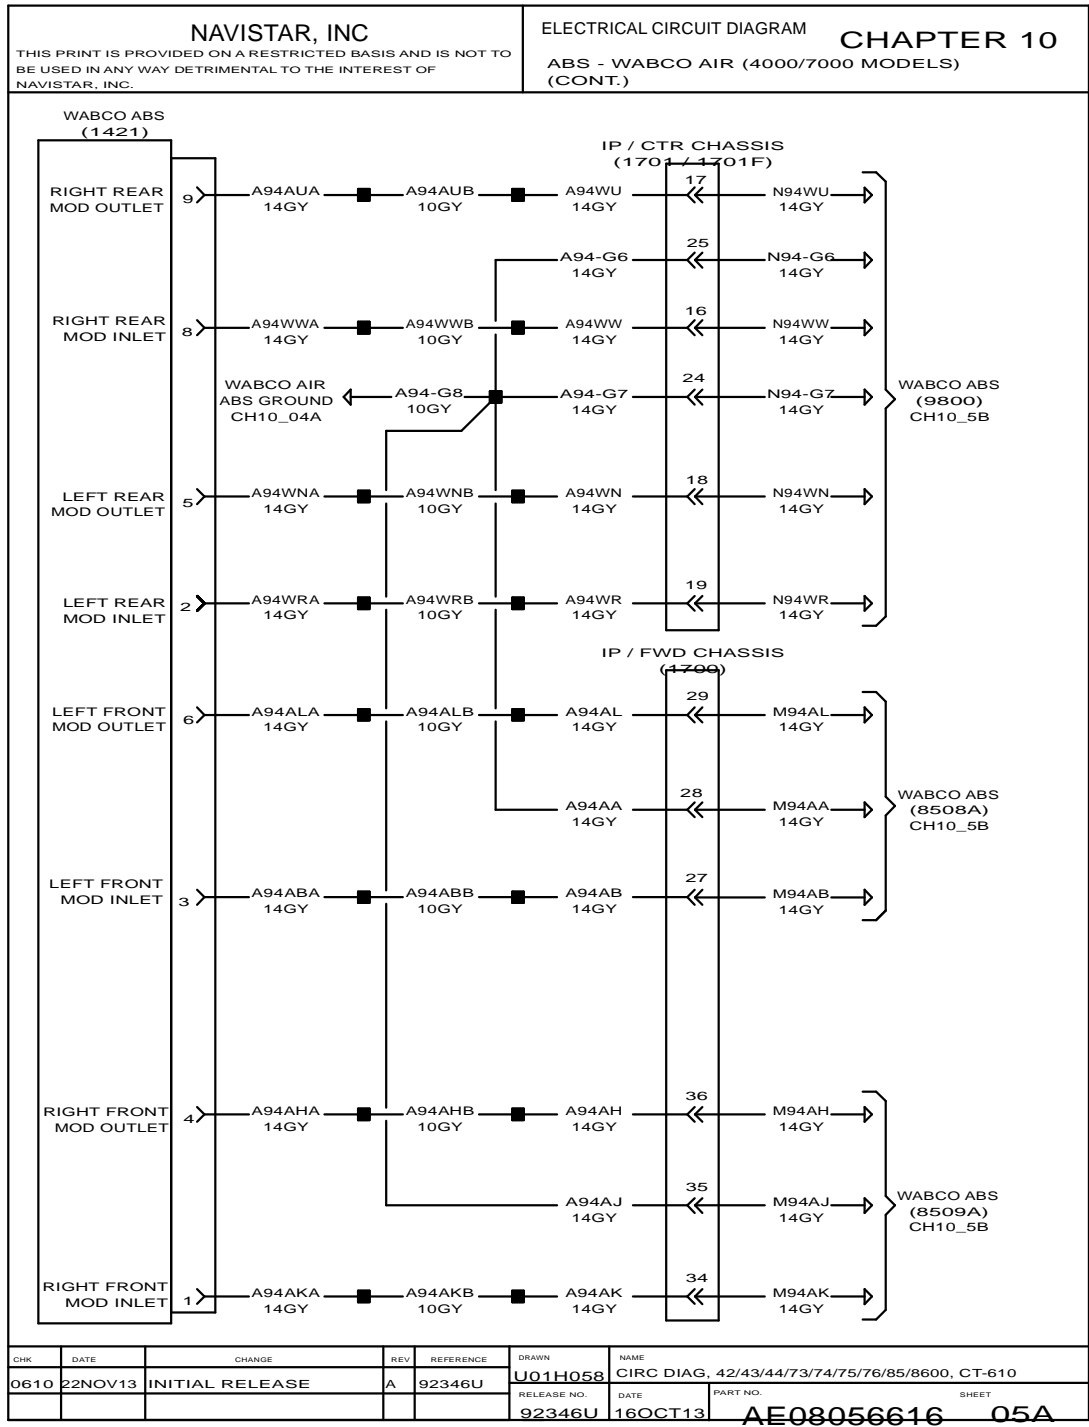 NAVISTAR, INC
THIS PRINT IS PROVIDED ON A RESTRICTED BASIS AND IS NOT TO
BE USED IN ANY WAY DETRIMENTAL TO THE INTEREST OF
NAVISTAR, INC.
ELECTRICAL CIRCUIT DIAGRAM
CHAPTER 10
ABS - WABCO AIR (4000/7000 MODELS)
(CONT.)
WABCO ABS
(1421)
IP / CTR CHASSIS
(1701 / 1701F)
RIGHT REAR
MOD OUTLET
9
A94AUA
14GY
A94AUB
10GY
A94WU
14GY
17
N94WU
14GY
A94-G6
14GY
25
N94-G6
14GY
RIGHT REAR
MOD INLET
8
A94WWA
14GY
A94WWB
10GY
A94WW
14GY
16
N94WW
14GY
WABCO AIR
ABS GROUND
CH10_04A
A94-G8
10GY
A94-G7
14GY
24
N94-G7
14GY
WABCO ABS
(9800)
CH10_5B
LEFT REAR
MOD OUTLET
5
A94WNA
14GY
A94WNB
10GY
A94WN
14GY
18
N94WN
14GY
LEFT REAR
MOD INLET
2
A94WRA
14GY
A94WRB
10GY
A94WR
14GY
19
N94WR
14GY
IP / FWD CHASSIS
(1700)
LEFT FRONT
MOD OUTLET
6
A94ALA
14GY
A94ALB
10GY
A94AL
14GY
29
M94AL
14GY
A94AA
14GY
28
M94AA
14GY
WABCO ABS
(8508A)
CH10_5B
LEFT FRONT
MOD INLET
3
A94ABA
14GY
A94ABB
10GY
A94AB
14GY
27
M94AB
14GY
RIGHT FRONT
MOD OUTLET
4
A94AHA
14GY
A94AHB
10GY
A94AH
14GY
36
M94AH
14GY
A94AJ
14GY
35
M94AJ
14GY
WABCO ABS
(8509A)
CH10_5B
RIGHT FRONT
MOD INLET
1
A94AKA
14GY
A94AKB
10GY
A94AK
14GY
34
M94AK
14GY
CHK DATE CHANGE REV REFERENCE
0610 22NOV13 INITIAL RELEASE A 92346U
DRAWN
U01H058
NAME
CIRC DIAG, 42/43/44/73/74/75/76/85/8600, CT-610
RELEASE NO.
92346U
DATE
16OCT13
PART NO.
AE08056616
SHEET
05A